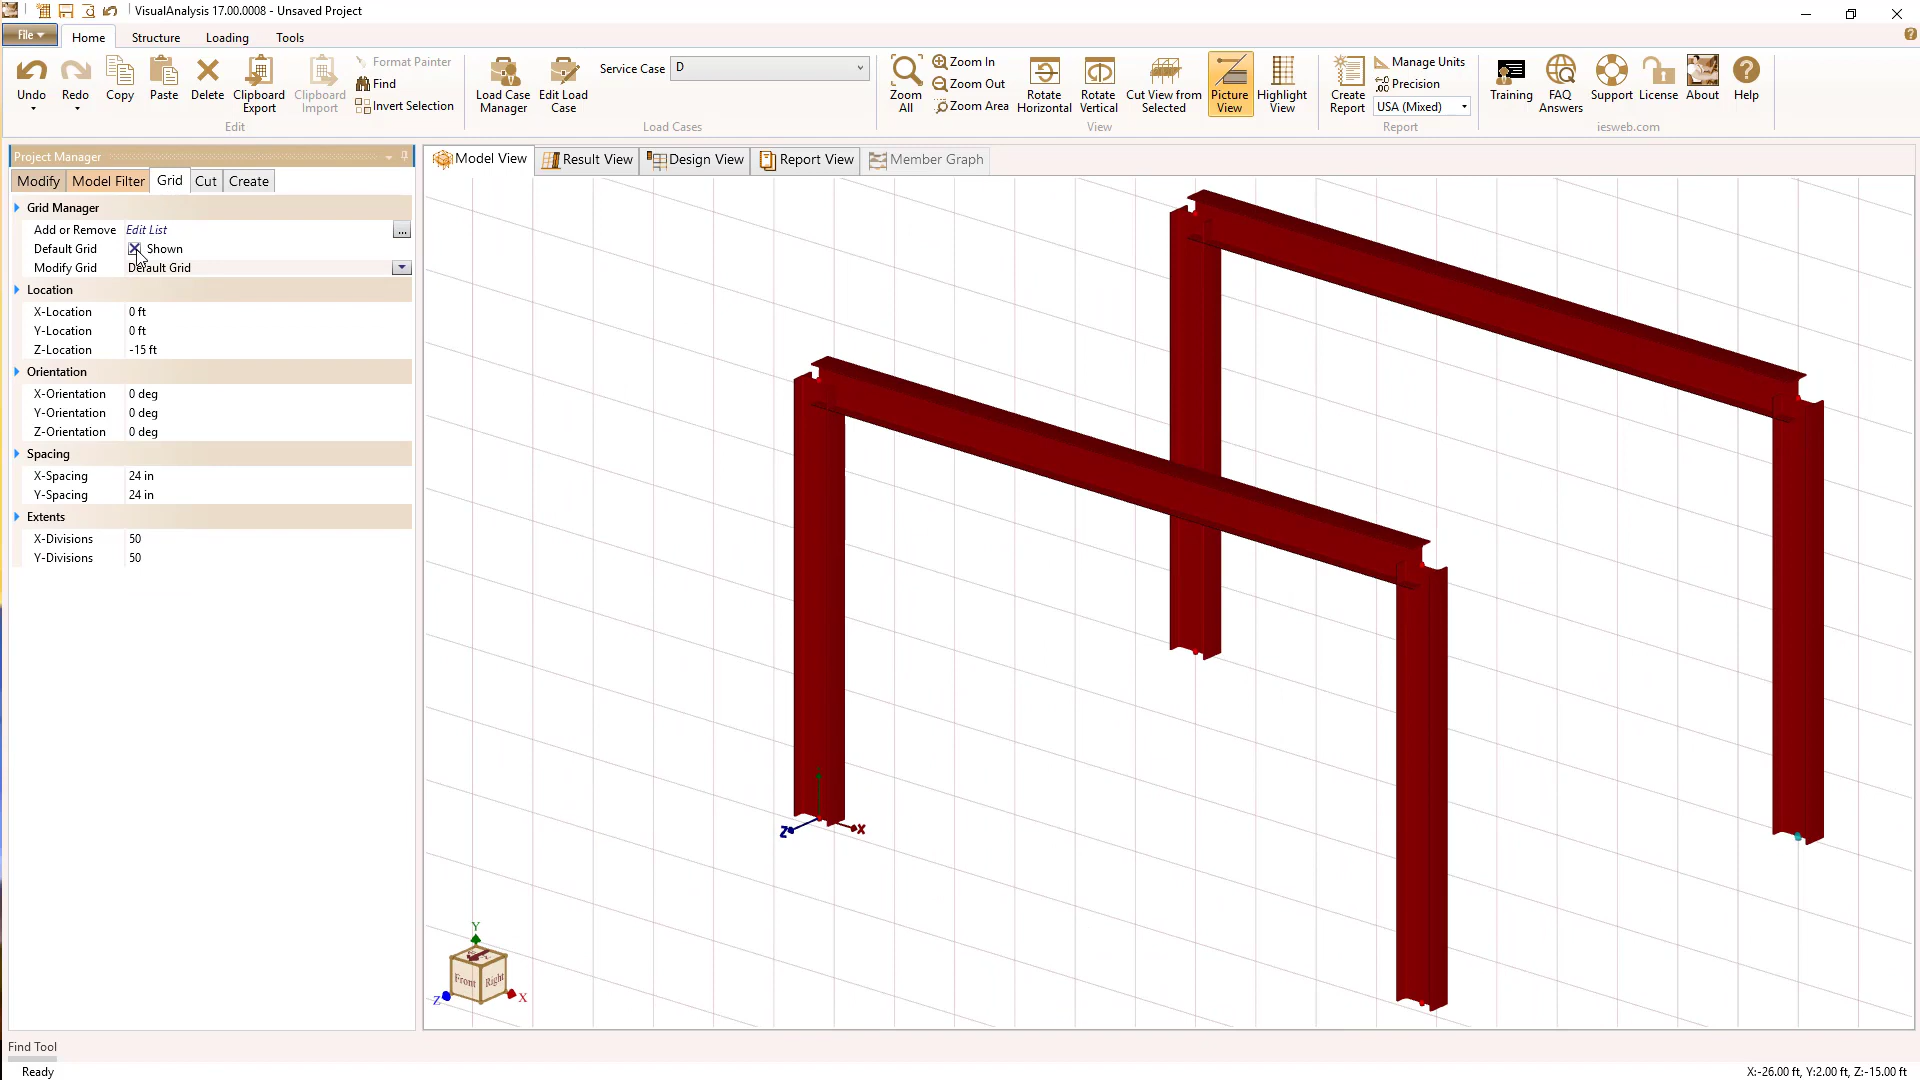 VisualAnalysis 17.00.0008 - Unsaved Project
File
Home
Structure
Loading
Tools
Undo
Redo
Copy
Paste
Delete
Clipboard Export
Clipboard Import
Format Painter
Find
Invert Selection
Edit
Load Case Manager
Edit Load Case
Service Case
D
Load Cases
Zoom All
Zoom In
Zoom Out
Zoom Area
Rotate Horizontal
Rotate Vertical
Cut View from Selected
Picture View
Highlight View
View
Create Report
Manage Units
Precision
USA (Mixed)
Report
Training
FAQ Answers
Support
License
About
Help
iesweb.com
Project Manager
Modify
Model Filter
Grid
Cut
Create
Grid Manager
Add or Remove Edit List ...
Default Grid Shown
Modify Grid Default Grid
Location
X-Location 0 ft
Y-Location 0 ft
Z-Location -15 ft
Orientation
X-Orientation 0 deg
Y-Orientation 0 deg
Z-Orientation 0 deg
Spacing
X-Spacing 24 in
Y-Spacing 24 in
Extents
X-Divisions 50
Y-Divisions 50
Model View
Result View
Design View
Report View
Member Graph
Z
X
Y
Front
Right
Z
X
Find Tool
Ready
X:-26.00 ft, Y:2.00 ft, Z:-15.00 ft